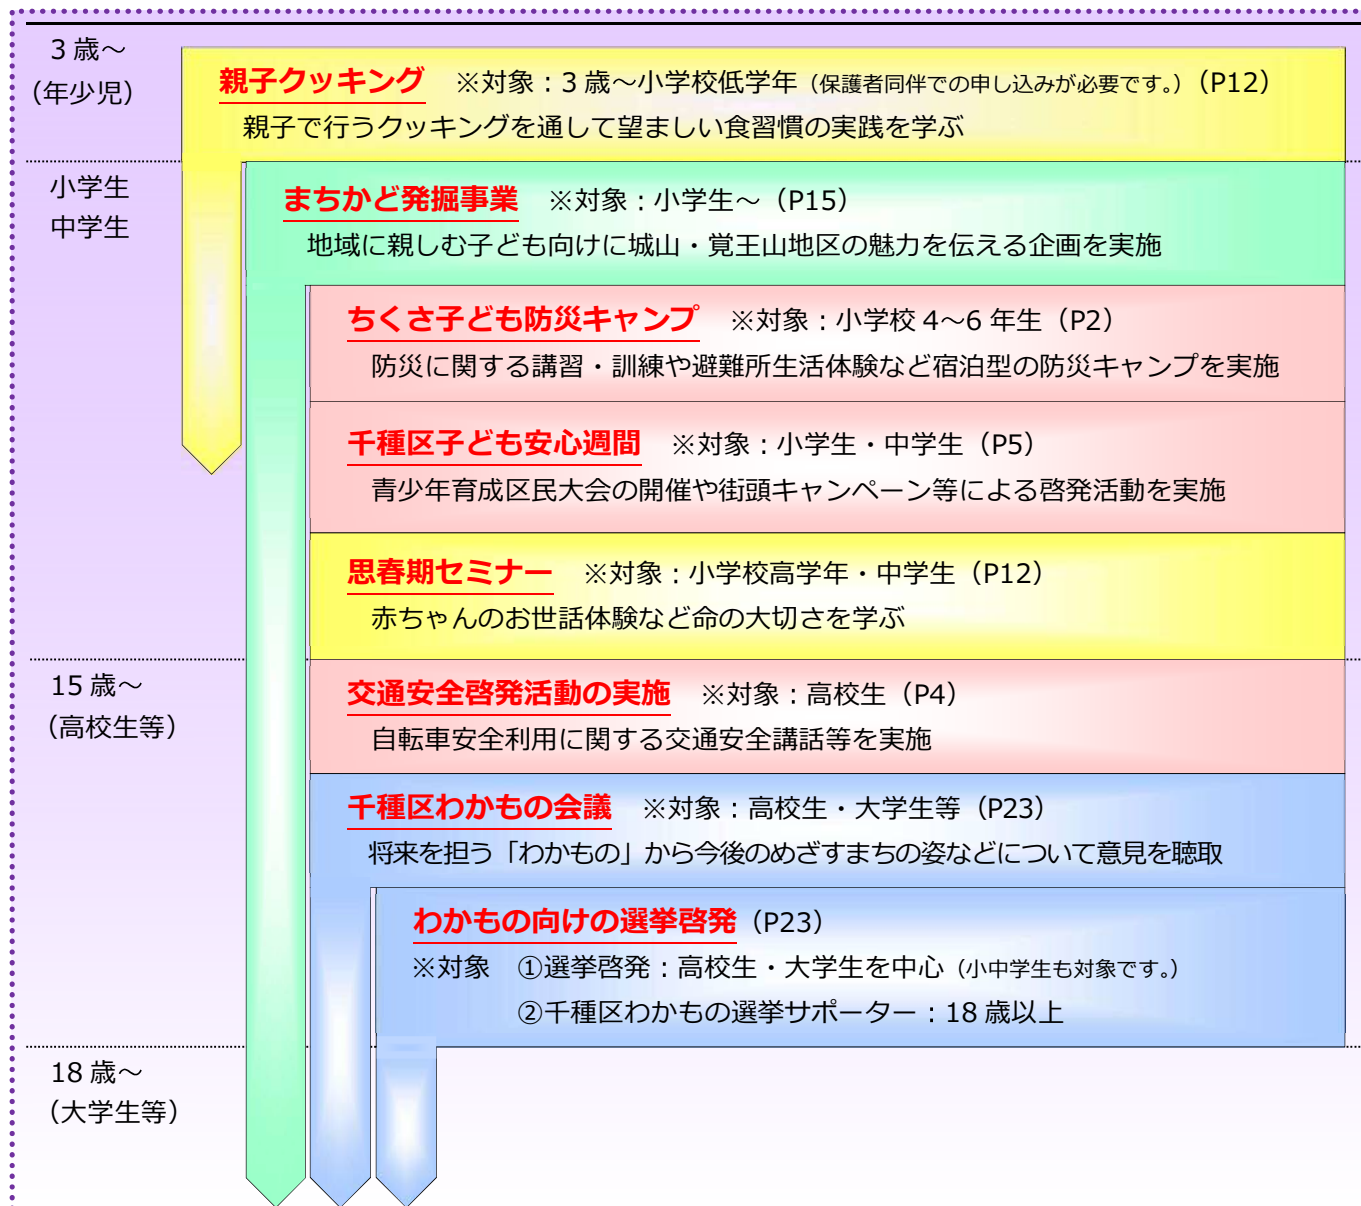 3 歳～
（年少児）
親子クッキング　※対象：3 歳～小学校低学年（保護者同伴での申し込みが必要です。）（P12）
親子で行うクッキングを通して望ましい食習慣の実践を学ぶ
小学生
中学生
まちかど発掘事業　※対象：小学生～（P15）
地域に親しむ子ども向けに城山・覚王山地区の魅力を伝える企画を実施
ちくさ子ども防災キャンプ　※対象：小学校 4～6 年生（P2）
防災に関する講習・訓練や避難所生活体験など宿泊型の防災キャンプを実施
千種区子ども安心週間　※対象：小学生・中学生（P5）
青少年育成区民大会の開催や街頭キャンペーン等による啓発活動を実施
思春期セミナー　※対象：小学校高学年・中学生（P12）
赤ちゃんのお世話体験など命の大切さを学ぶ
15 歳～
（高校生等）
交通安全啓発活動の実施　※対象：高校生（P4）
自転車安全利用に関する交通安全講話等を実施
千種区わかもの会議　※対象：高校生・大学生等（P23）
将来を担う「わかもの」から今後のめざすまちの姿などについて意見を聴取
わかもの向けの選挙啓発（P23）
※対象　①選挙啓発：高校生・大学生を中心（小中学生も対象です。）
②千種区わかもの選挙サポーター：18 歳以上
18 歳～
（大学生等）